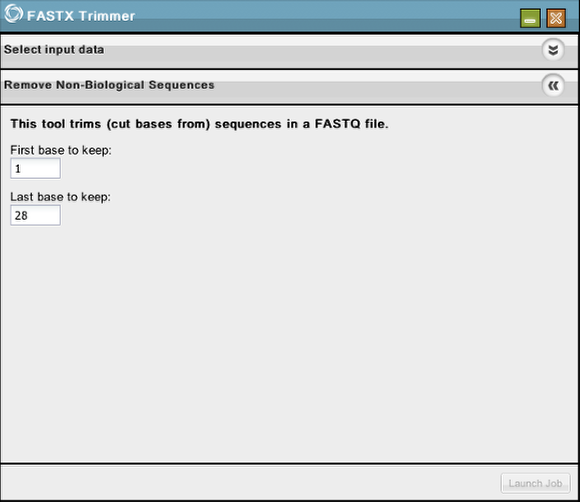 FASTX Trimmer
Select input data
Remove Non-Biological Sequences
This tool trims (cut bases from) sequences in a FASTQ file.
First base to keep:
1
Last base to keep:
28
Launch Job